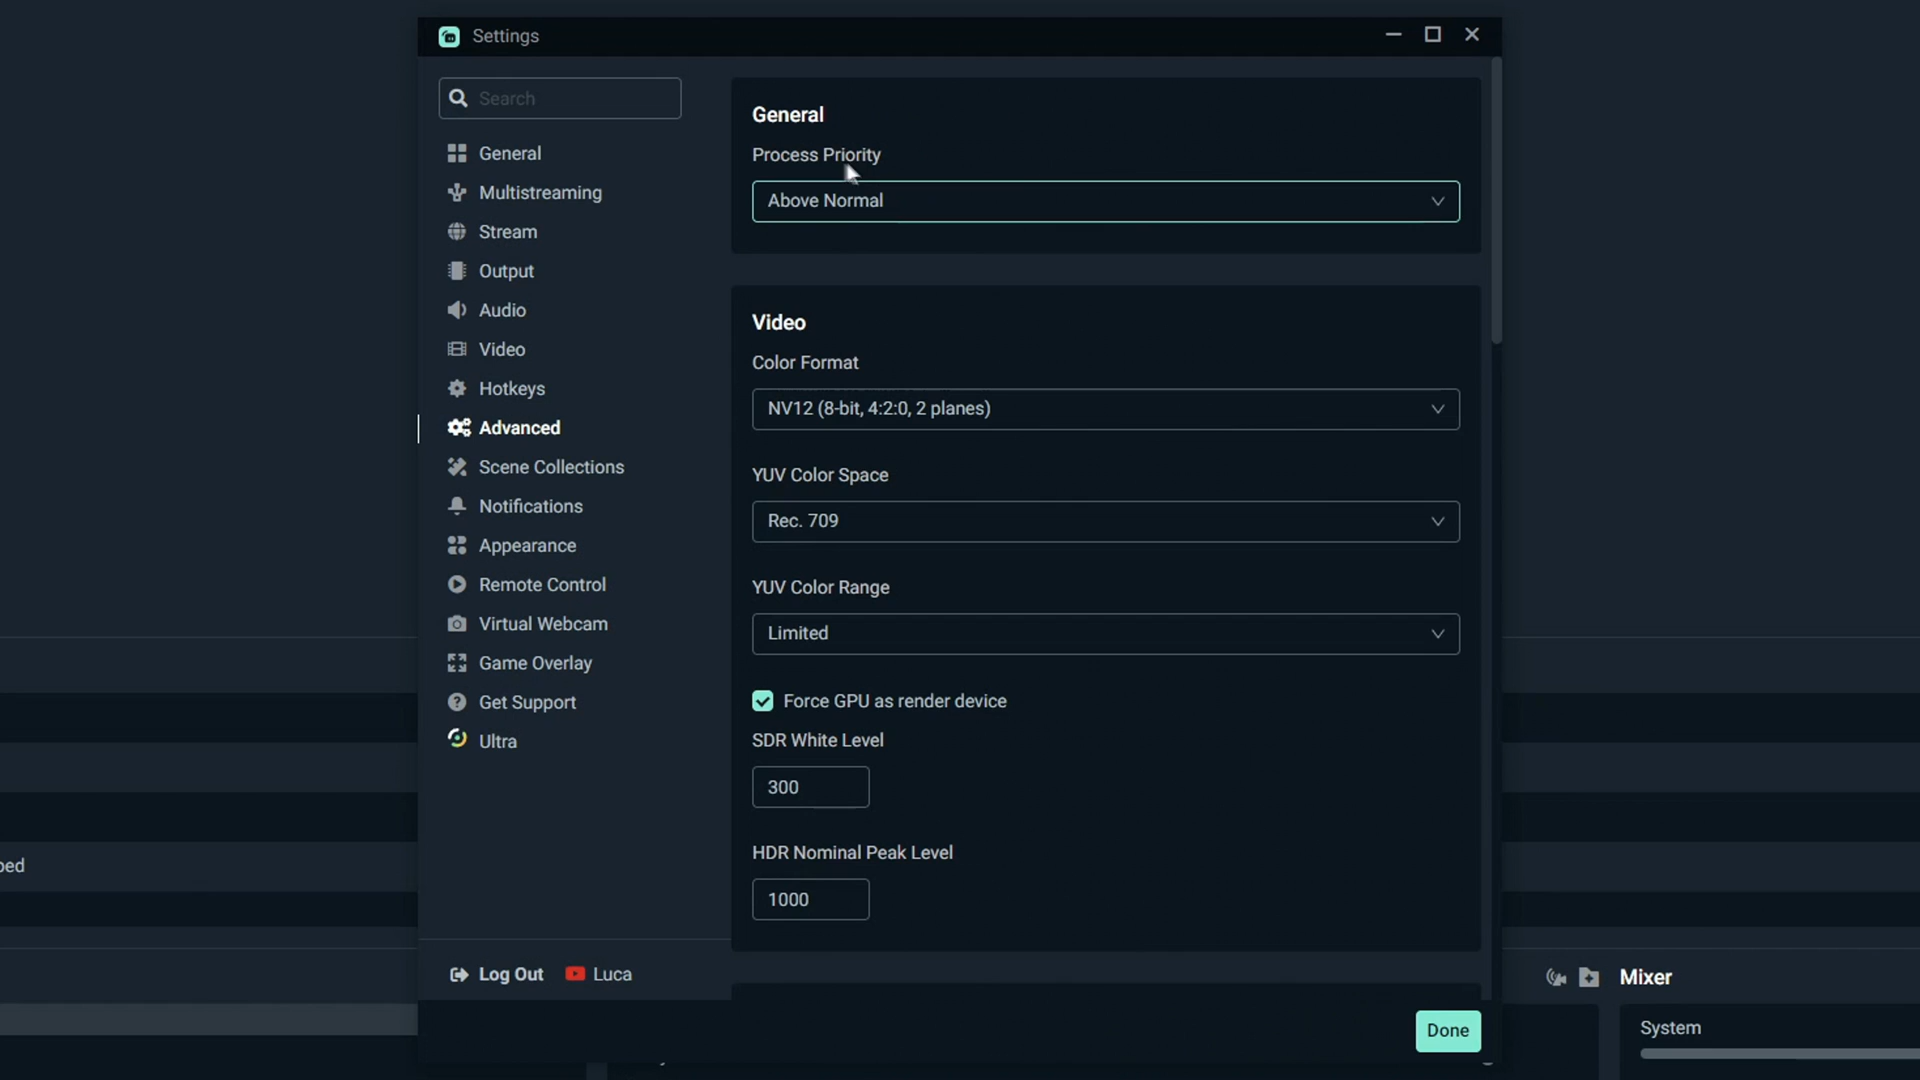 Settings
Search
General
Multistreaming
Stream
Output
Audio
Video
Hotkeys
Advanced
Scene Collections
Notifications
Appearance
Remote Control
Virtual Webcam
Game Overlay
Get Support
Ultra
Log Out
Luca
General
Process Priority
Above Normal
Video
Color Format
NV12 (8-bit, 4:2:0, 2 planes)
YUV Color Space
Rec. 709
YUV Color Range
Limited
Force GPU as render device
SDR White Level
300
HDR Nominal Peak Level
1000
Done
Mixer
System